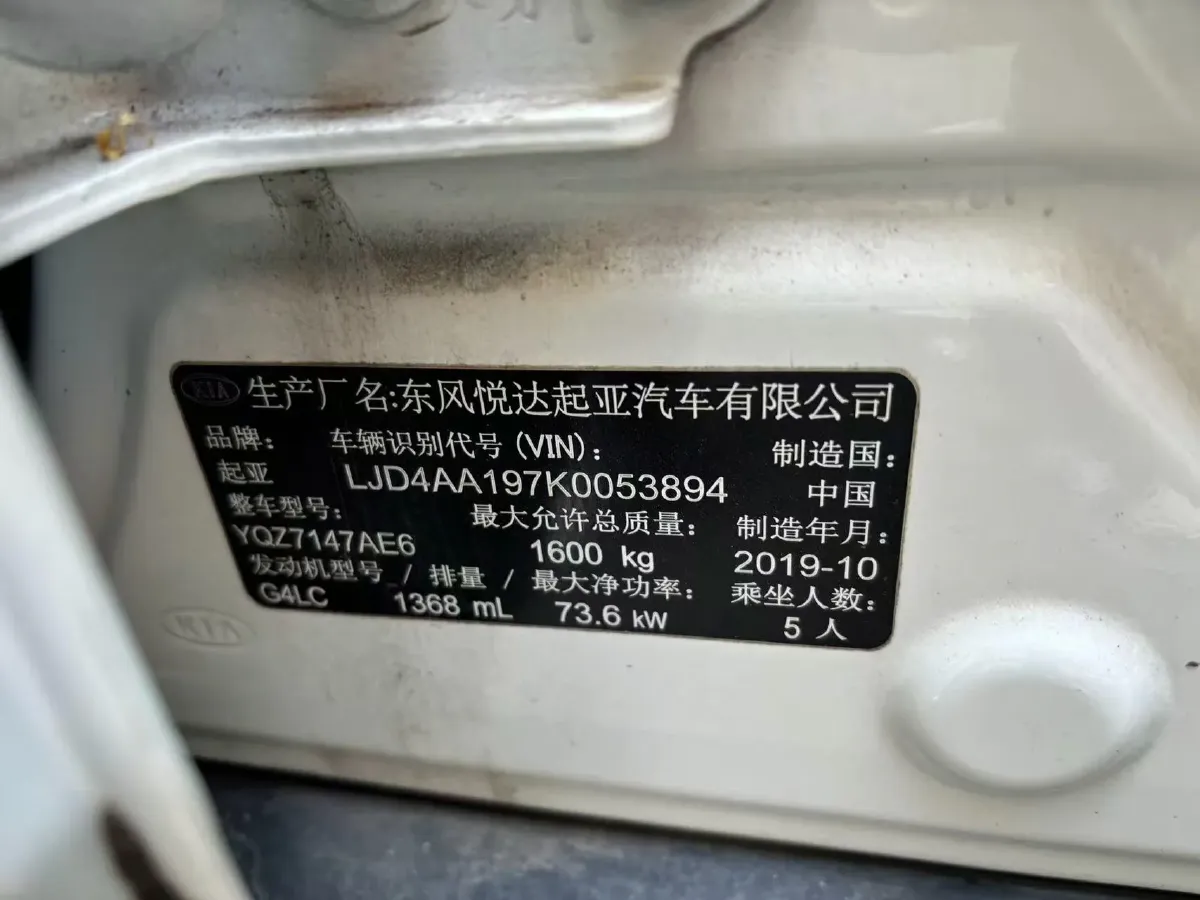 KIA 生产厂名:东风悦达起亚汽车有限公司
品牌: 车辆识别代号 (VIN): 制造国:
起亚 LJD4AA197K0053894 中国
整车型号: 最大允许总质量: 制造年月:
YQZ7147AE6 1600 kg 2019-10
发动机型号 / 排量 / 最大净功率: 乘坐人数:
G4LC 1368 mL 73.6 kW 5 人
KIA